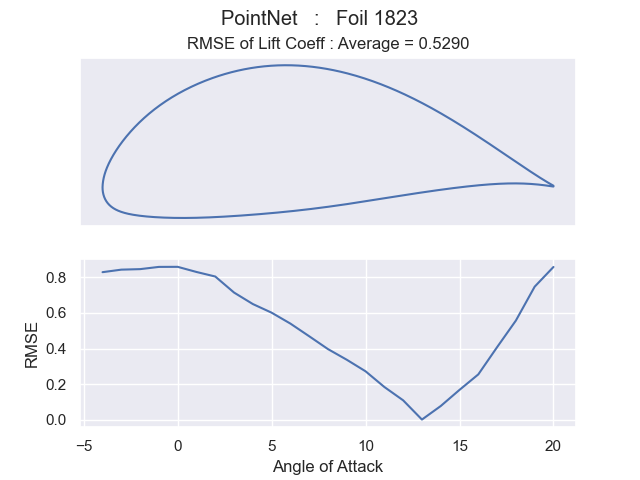 PointNet : Foil 1823
RMSE of Lift Coeff : Average = 0.5290
0.8
0.6
0.4
0.2
0.0
RMSE
−5 0 5 10 15 20
Angle of Attack